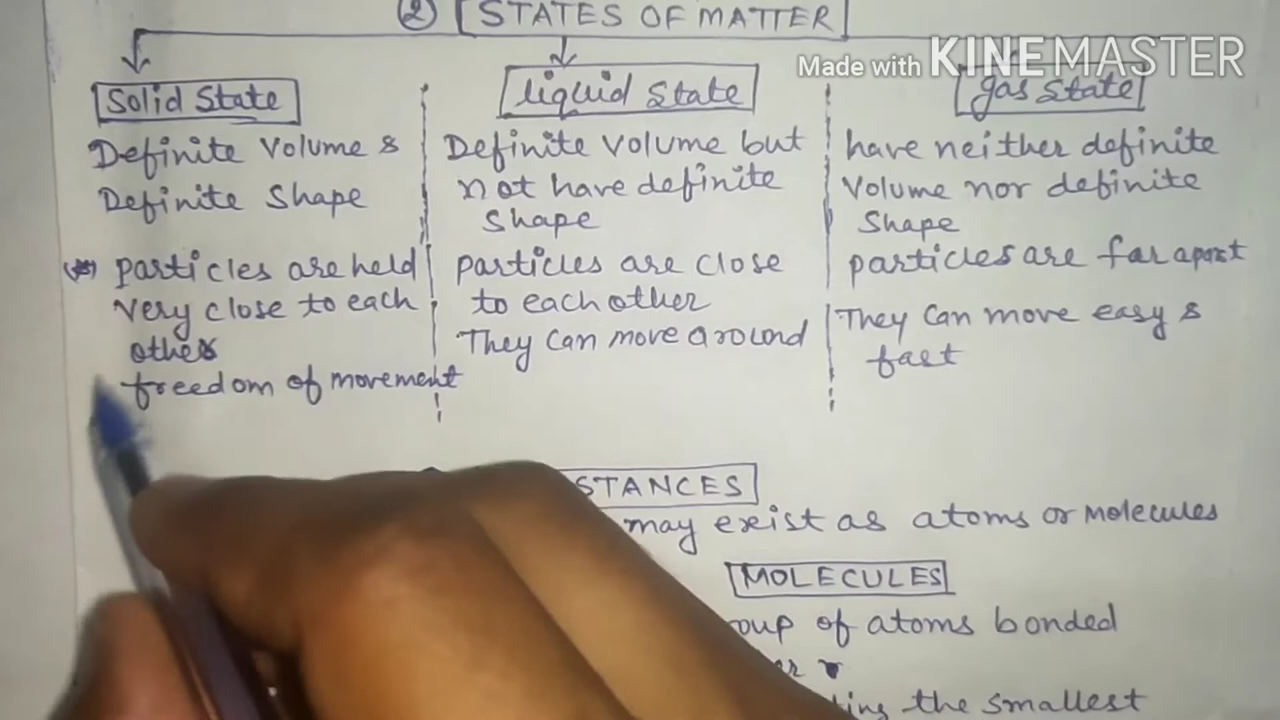 ② STATES OF MATTER
Made with KINEMASTER
Solid State
Definite Volume &
Definite Shape
(*) particles are held
very close to each
other
freedom of movement
liquid State
Definite Volume but
not have definite
Shape
particles are close
to each other
They can move around
gas State
have neither definite
Volume nor definite
Shape
particles are far apart
They can move easy &
fast
STANCES
may exist as atoms or molecules
MOLECULES
oup of atoms bonded
the smallest